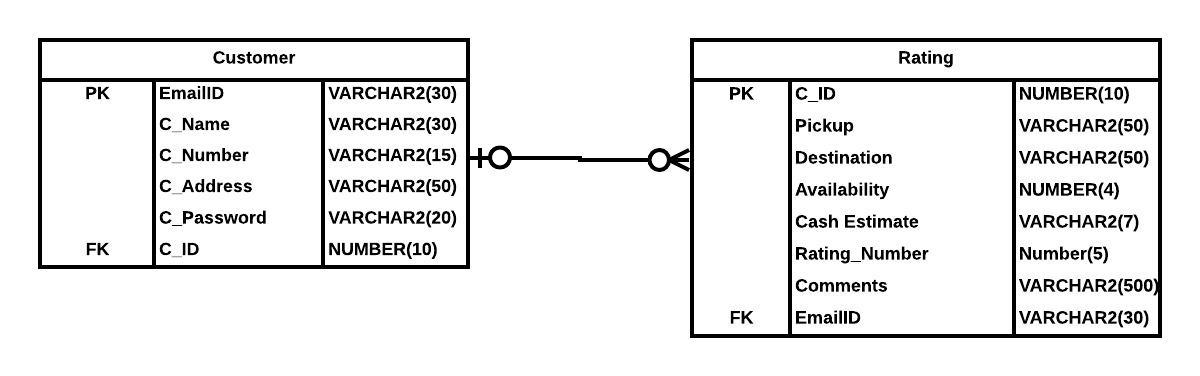 Customer
PK EmailID VARCHAR2(30)
C_Name VARCHAR2(30)
C_Number VARCHAR2(15)
C_Address VARCHAR2(50)
C_Password VARCHAR2(20)
FK C_ID NUMBER(10)
Rating
PK C_ID NUMBER(10)
Pickup VARCHAR2(50)
Destination VARCHAR2(50)
Availability NUMBER(4)
Cash Estimate VARCHAR2(7)
Rating_Number Number(5)
Comments VARCHAR2(500)
FK EmailID VARCHAR2(30)